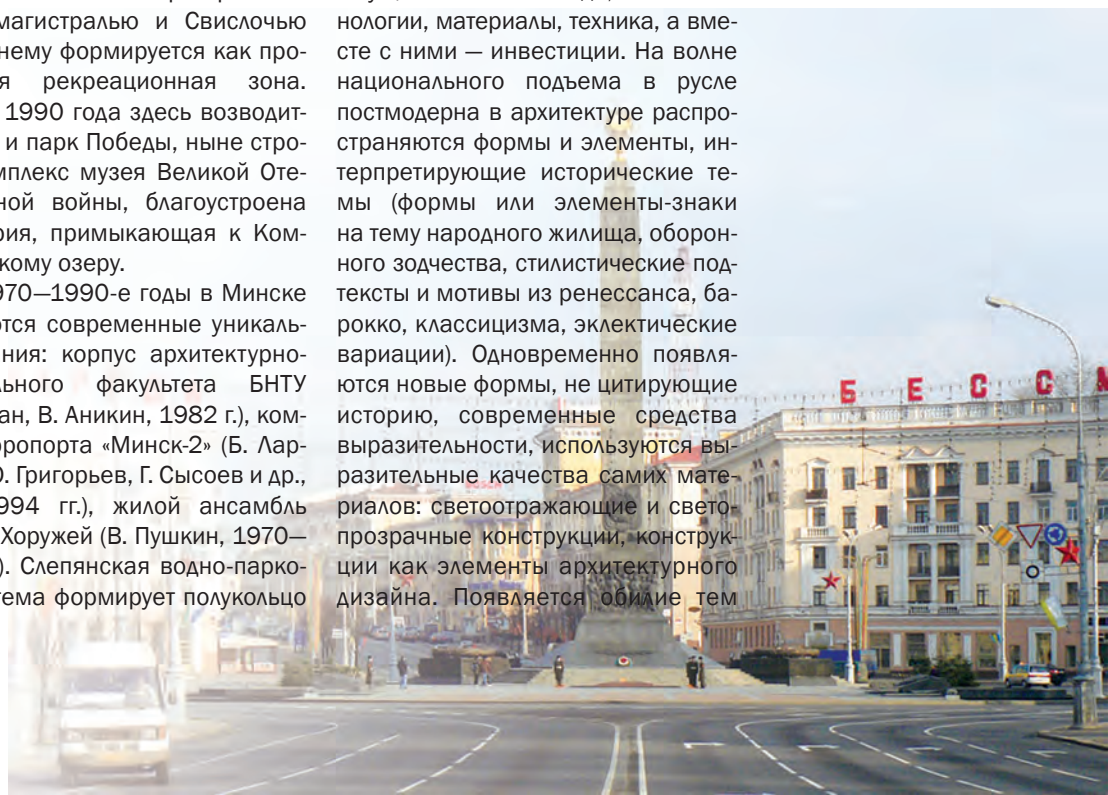 магистралью и Свислочью
нему формируется как про-
я рекреационная зона.
1990 года здесь возводит-
и парк Победы, ныне стро-
мплекс музея Великой Оте-
ной войны, благоустроена
рия, примыкающая к Ком-
кому озеру.
970—1990-е годы в Минске
тся современные уникаль-
ния: корпус архитектурно-
льного факультета БНТУ
ан, В. Аникин, 1982 г.), ком-
эропорта «Минск-2» (Б. Лар-
О. Григорьев, Г. Сысоев и др.,
994 гг.), жилой ансамбль
Хоружей (В. Пушкин, 1970—
). Слепянская водно-парко-
тема формирует полукольцо
нологии, материалы, техника, а вме-
сте с ними — инвестиции. На волне
национального подъема в русле
постмодерна в архитектуре распро-
страняются формы и элементы, ин-
терпретирующие исторические те-
мы (формы или элементы-знаки
на тему народного жилища, оборон-
ного зодчества, стилистические под-
тексты и мотивы из ренессанса, ба-
рокко, классицизма, эклектические
вариации). Одновременно появля-
ются новые формы, не цитирующие
историю, современные средства
выразительности, используются вы-
разительные качества самих мате-
риалов: светоотражающие и свето-
прозрачные конструкции, конструк-
ции как элементы архитектурного
дизайна. Появляется обилие тем
Б Е С С М